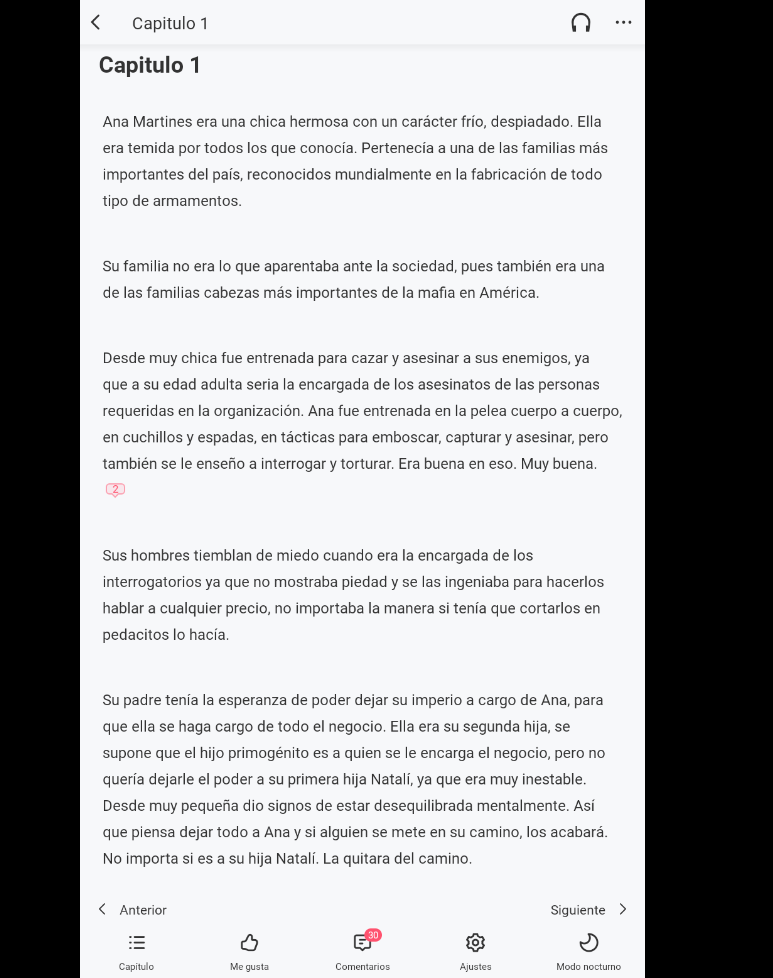 Capitulo 1
Capitulo 1
Ana Martines era una chica hermosa con un carácter frío, despiadado. Ella
era temida por todos los que conocía. Pertenecía a una de las familias más
importantes del país, reconocidos mundialmente en la fabricación de todo
tipo de armamentos.
Su familia no era lo que aparentaba ante la sociedad, pues también era una
de las familias cabezas más importantes de la mafia en América.
Desde muy chica fue entrenada para cazar y asesinar a sus enemigos, ya
que a su edad adulta seria la encargada de los asesinatos de las personas
requeridas en la organización. Ana fue entrenada en la pelea cuerpo a cuerpo,
en cuchillos y espadas, en tácticas para emboscar, capturar y asesinar, pero
también se le enseño a interrogar y torturar. Era buena en eso. Muy buena.
2
Sus hombres tiemblan de miedo cuando era la encargada de los
interrogatorios ya que no mostraba piedad y se las ingeniaba para hacerlos
hablar a cualquier precio, no importaba la manera si tenía que cortarlos en
pedacitos lo hacía.
Su padre tenía la esperanza de poder dejar su imperio a cargo de Ana, para
que ella se haga cargo de todo el negocio. Ella era su segunda hija, se
supone que el hijo primogénito es a quien se le encarga el negocio, pero no
quería dejarle el poder a su primera hija Natalí, ya que era muy inestable.
Desde muy pequeña dio signos de estar desequilibrada mentalmente. Así
que piensa dejar todo a Ana y si alguien se mete en su camino, los acabará.
No importa si es a su hija Natalí. La quitara del camino.
Anterior
Siguiente
30
Capítulo
Me gusta
Comentarios
Ajustes
Modo nocturno